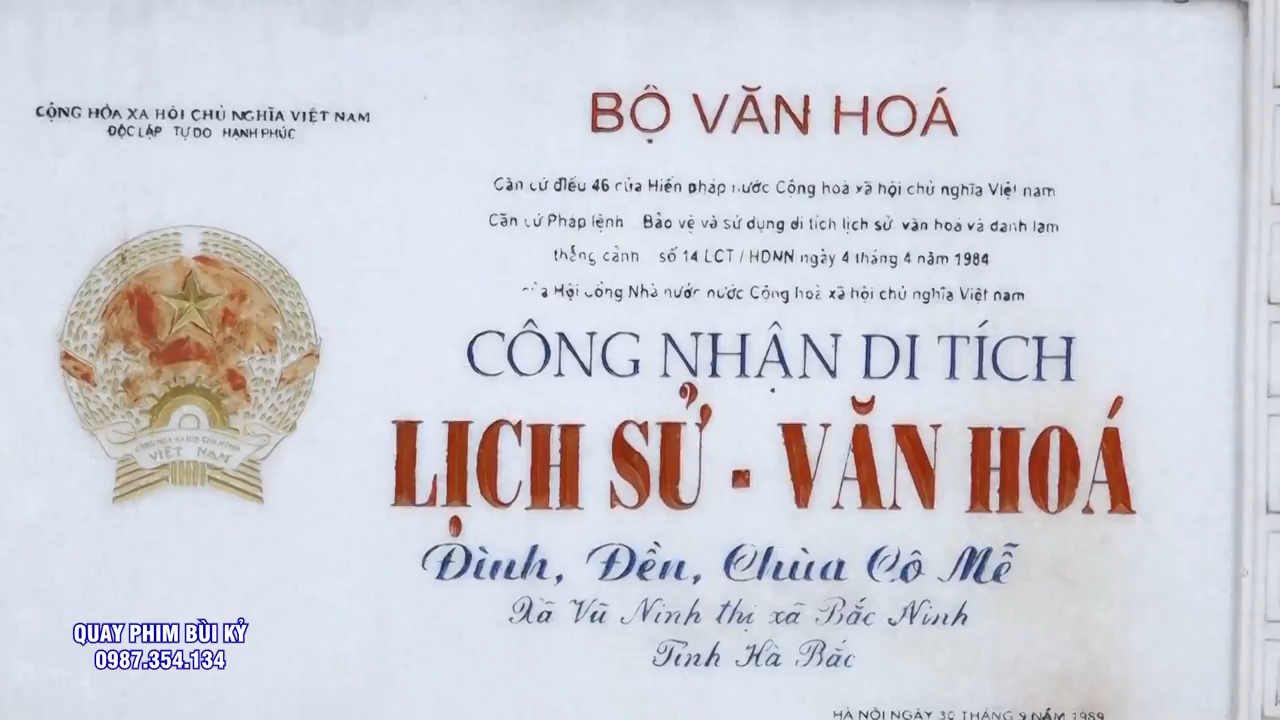 CỘNG HÒA XA HÓI CHỦ NGHĨA VIỆT NAM
ĐỘC LẬP TỰ DO HẠNH PHÚC
BỘ VĂN HOÁ
Căn cứ điều 46 của Hiến pháp nước Cộng hoà xã hội chủ nghĩa Việt nam
Căn cứ Pháp lệnh Bảo vệ và sử dụng di tích lịch sử văn hoá và danh lam
thắng cảnh số 14 LCT / HĐNN ngày 4 tháng 4 năm 1984
của Hội đồng Nhà nước nước Cộng hoà xã hội chủ nghĩa Việt nam
CÔNG NHẬN DI TÍCH
LỊCH SỬ - VĂN HOÁ
Đình, Đền, Chùa Cô Mễ
Xã Vũ Ninh thị xã Bắc Ninh
Tỉnh Hà Bắc
HÀ NỘI NGÀY 30 THÁNG 9 NĂM 1989
VIỆT NAM
QUAY PHIM BÙI KỶ
0987.354.134